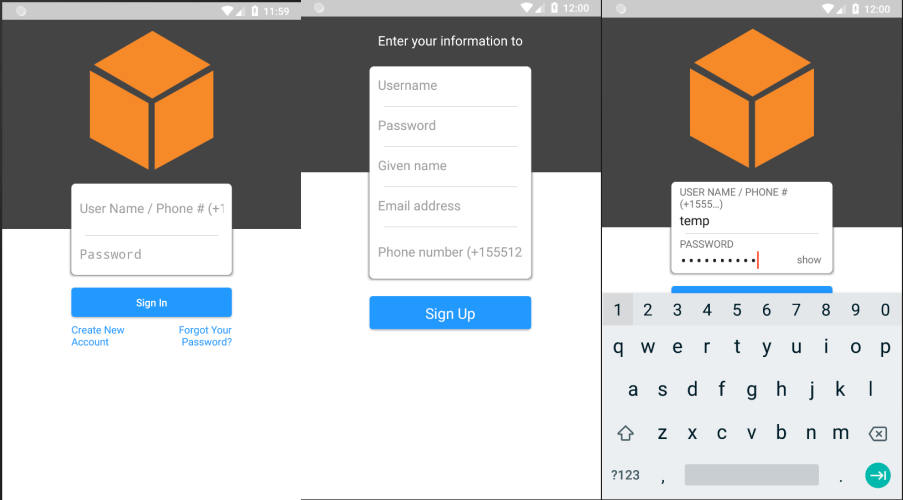 11:59
User Name / Phone # (+1
Password
Sign In
Create New
Account
Forgot Your
Password?
12:00
Enter your information to
Username
Password
Given name
Email address
Phone number (+155512
Sign Up
12:00
USER NAME / PHONE #
(+1555…)
temp
PASSWORD
••••••••••
show
1 2 3 4 5 6 7 8 9 0
q w e r t y u i o p
a s d f g h j k l
z x c v b n m
?123 , .